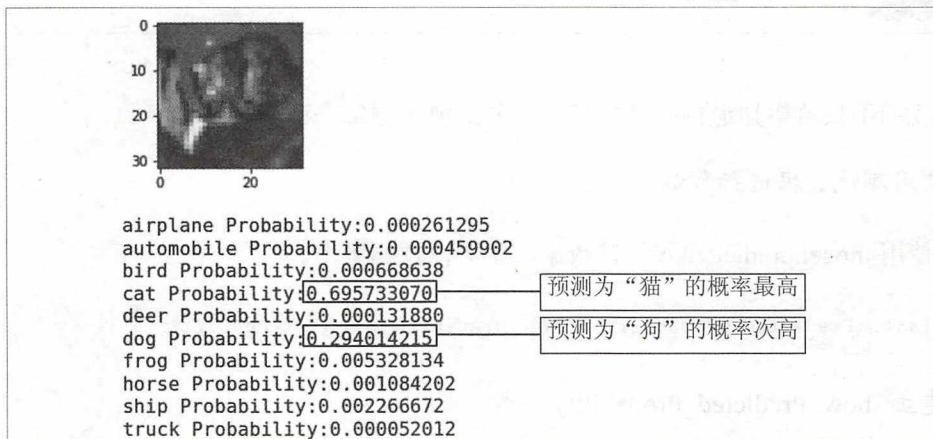 0
10
20
30
0 20
airplane Probability:0.000261295
automobile Probability:0.000459902
bird Probability:0.000668638
cat Probability:0.695733070 预测为“猫”的概率最高
deer Probability:0.000131880
dog Probability:0.294014215 预测为“狗”的概率次高
frog Probability:0.005328134
horse Probability:0.001084202
ship Probability:0.002266672
truck Probability:0.000052012